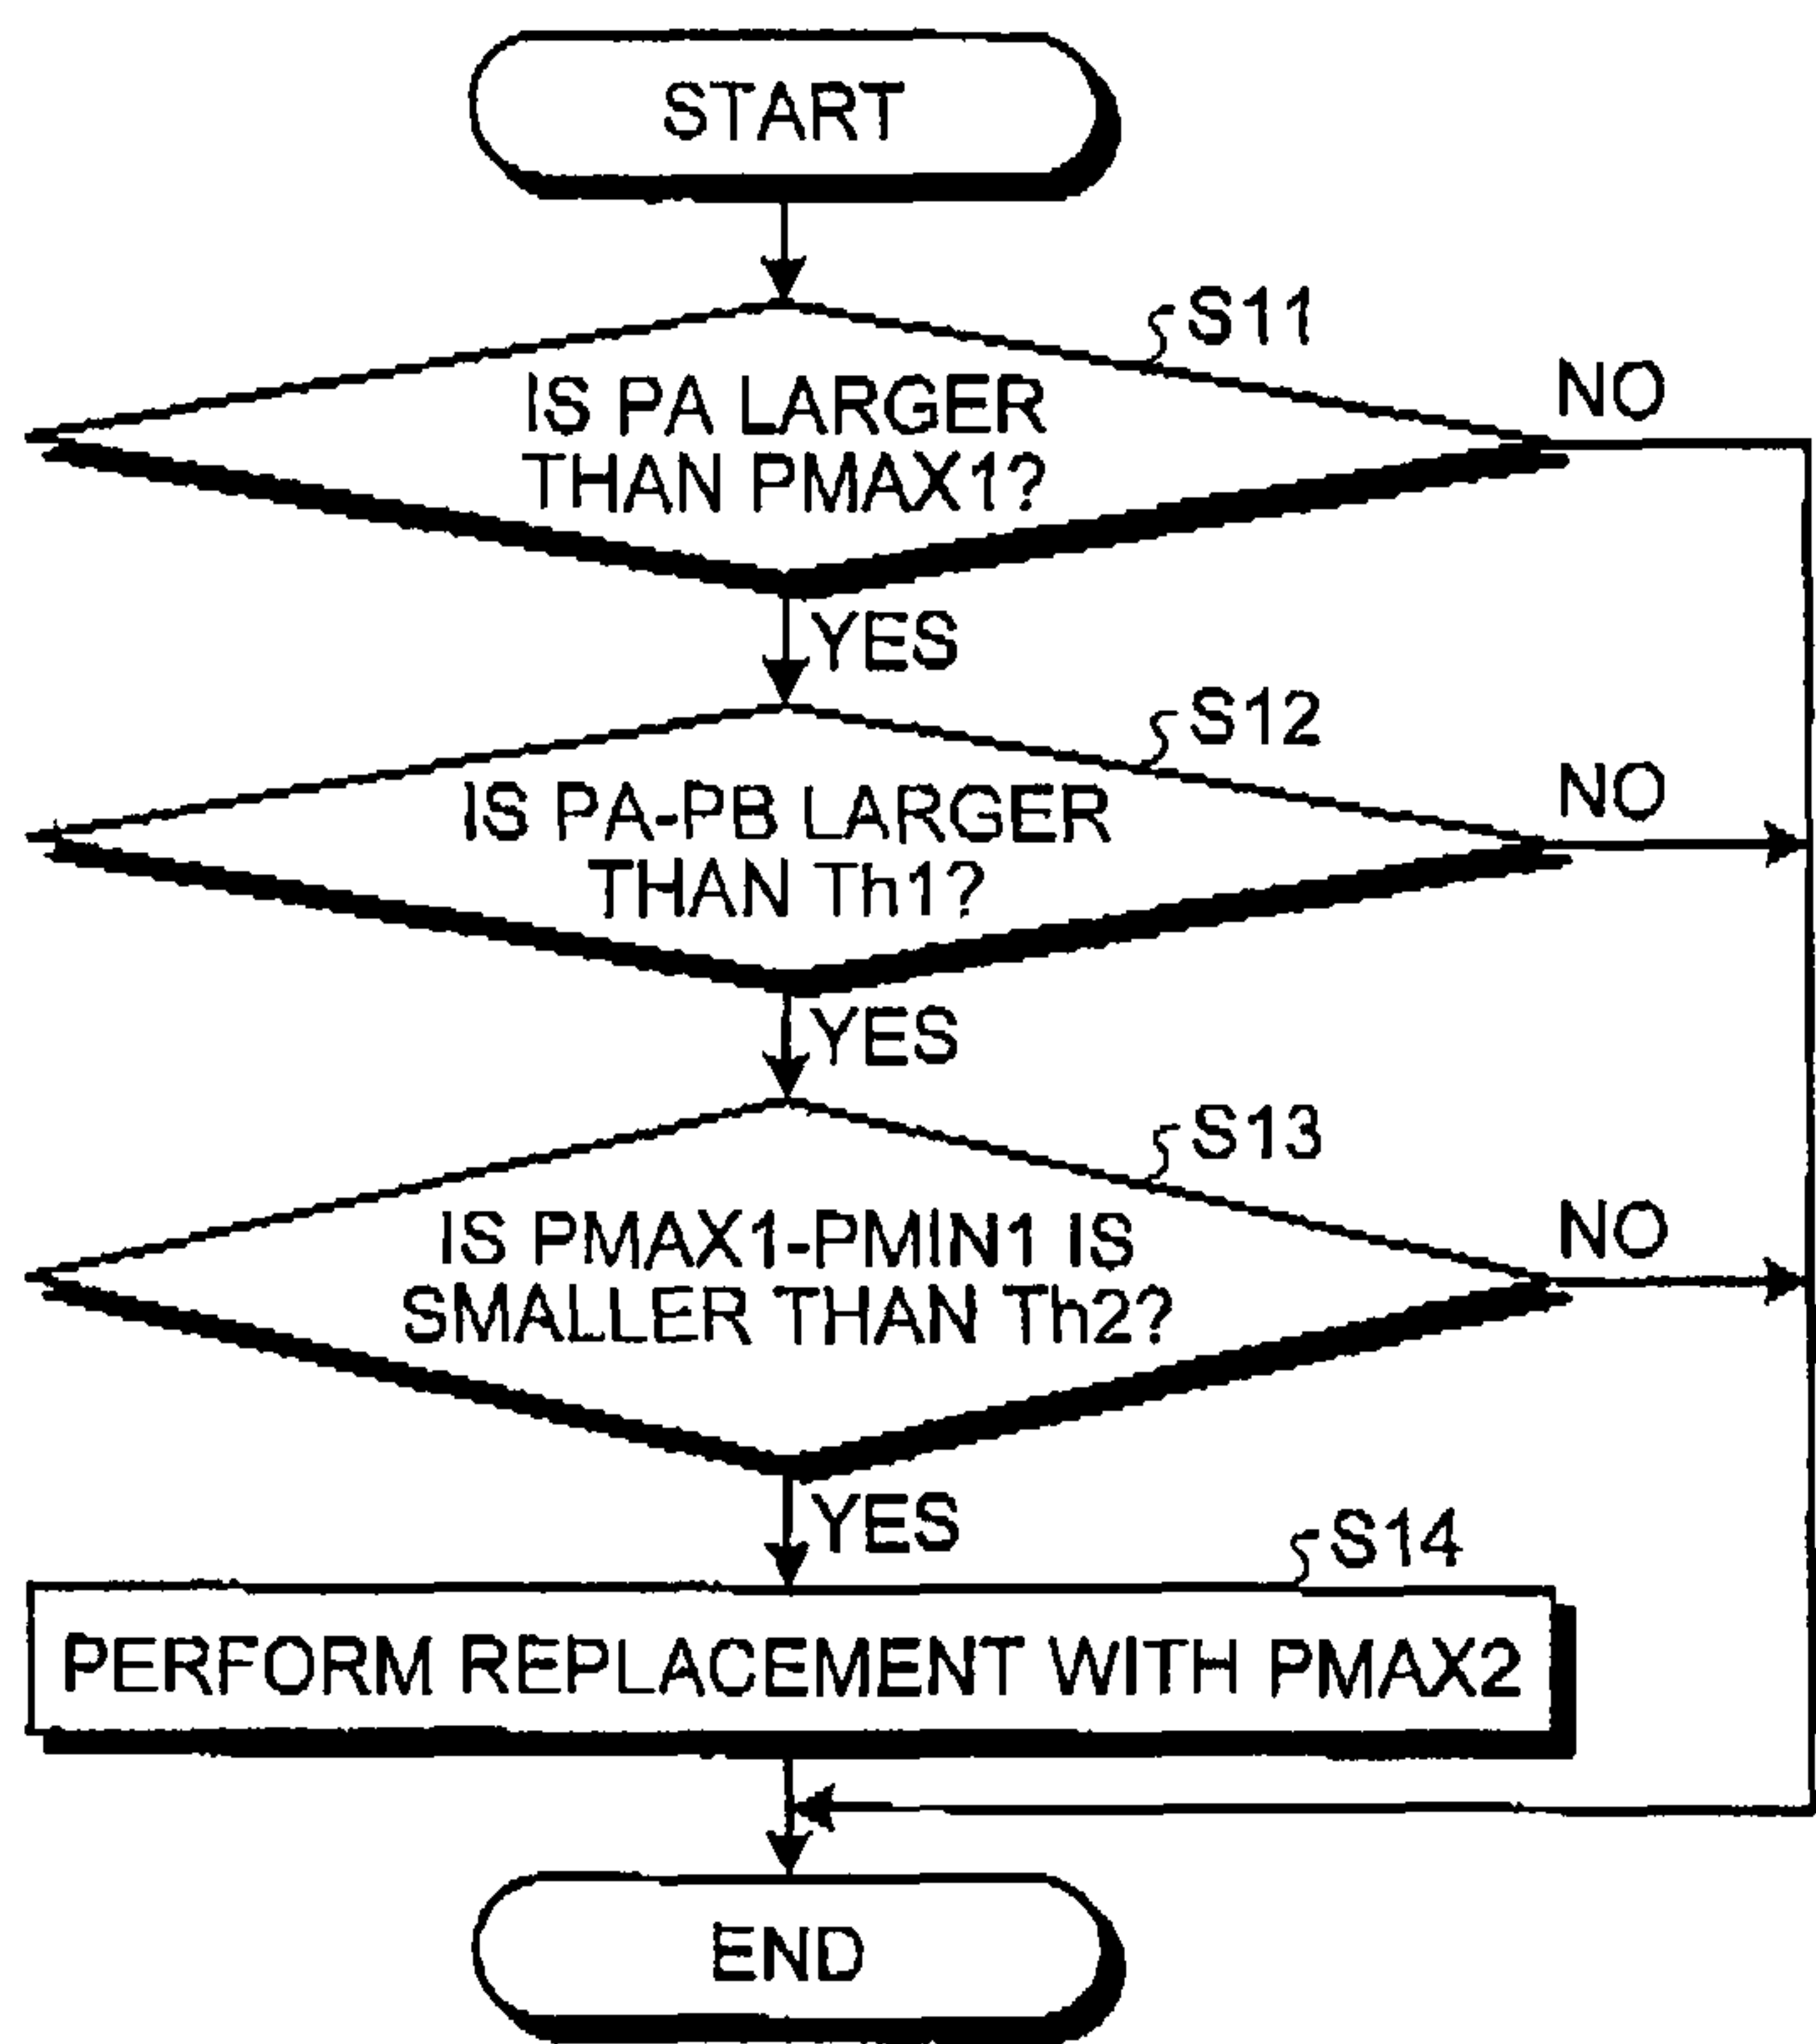 START
S11
IS PA LARGER
THAN PMAX1?
NO
YES
S12
IS PA-PB LARGER
THAN Th1?
NO
YES
S13
IS PMAX1-PMIN1 IS
SMALLER THAN Th2?
NO
YES
S14
PERFORM REPLACEMENT WITH PMAX2
END